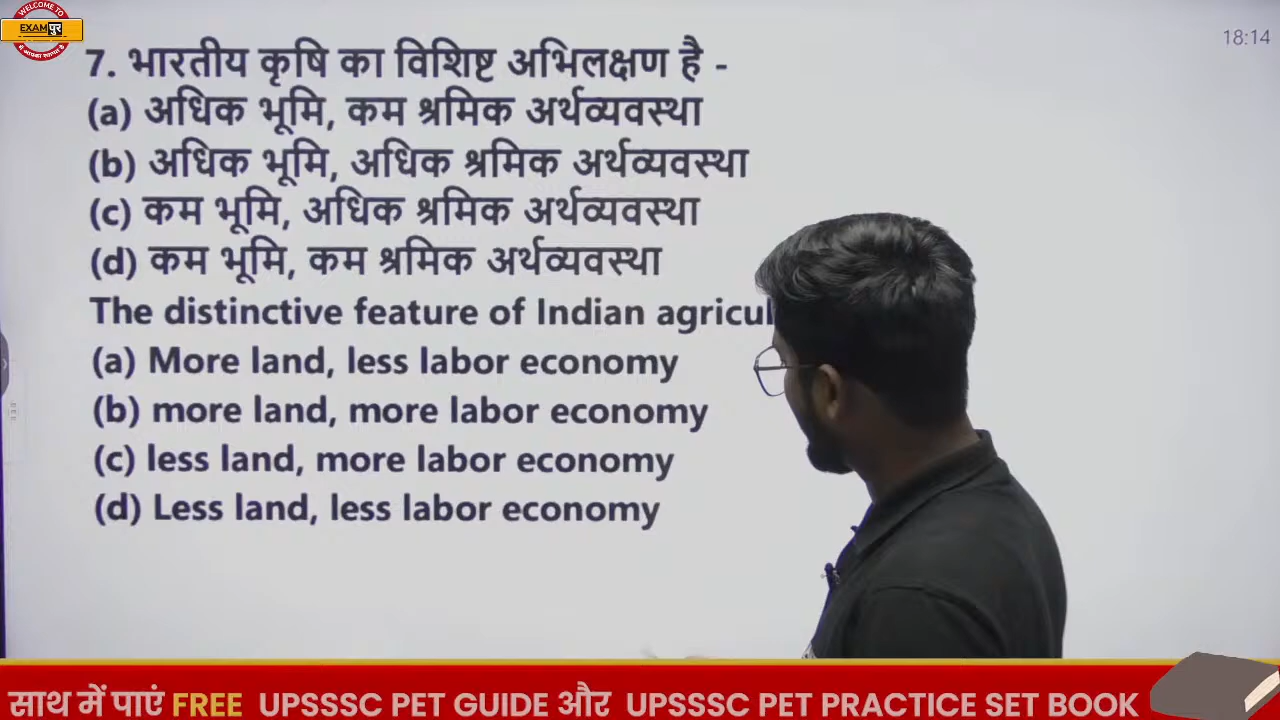 WELCOME TO
EXAMपुर
18:14
7. भारतीय कृषि का विशिष्ट अभिलक्षण है -
(a) अधिक भूमि, कम श्रमिक अर्थव्यवस्था
(b) अधिक भूमि, अधिक श्रमिक अर्थव्यवस्था
(c) कम भूमि, अधिक श्रमिक अर्थव्यवस्था
(d) कम भूमि, कम श्रमिक अर्थव्यवस्था
The distinctive feature of Indian agricul
(a) More land, less labor economy
(b) more land, more labor economy
(c) less land, more labor economy
(d) Less land, less labor economy
साथ में पाएं FREE UPSSSC PET GUIDE और UPSSSC PET PRACTICE SET BOOK